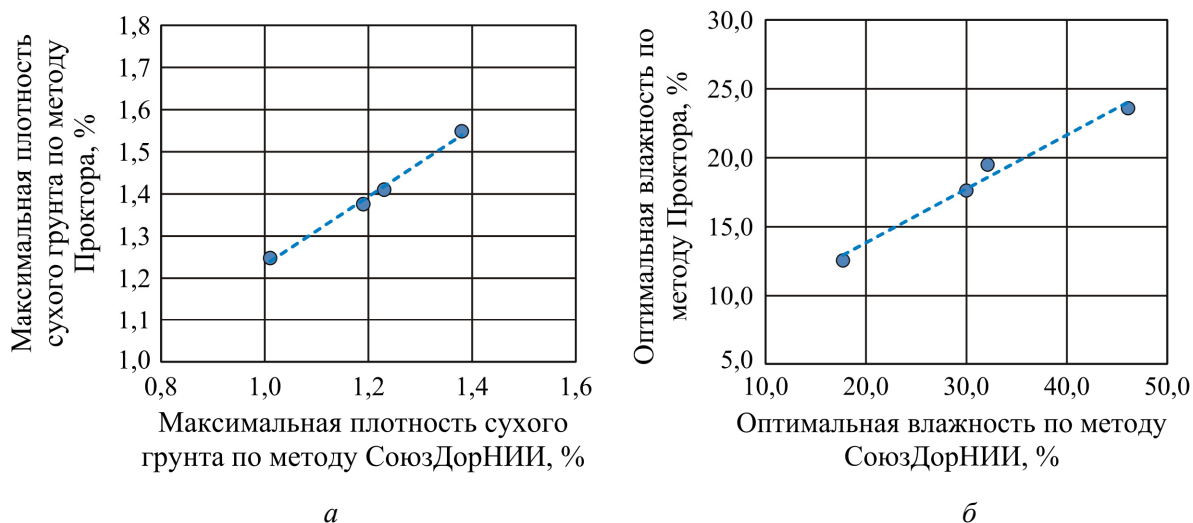 Максимальная плотность
сухого грунта по методу
Проктора, %
1,8
1,7
1,6
1,5
1,4
1,3
1,2
1,1
1,0
0,8
1,0
1,2
1,4
1,6
Максимальная плотность сухого
грунта по методу СоюзДорНИИ, %
а
Оптимальная влажность по
методу Проктора, %
30,0
25,0
20,0
15,0
10,0
5,0
10,0
20,0
30,0
40,0
50,0
Оптимальная влажность по методу
СоюзДорНИИ, %
б